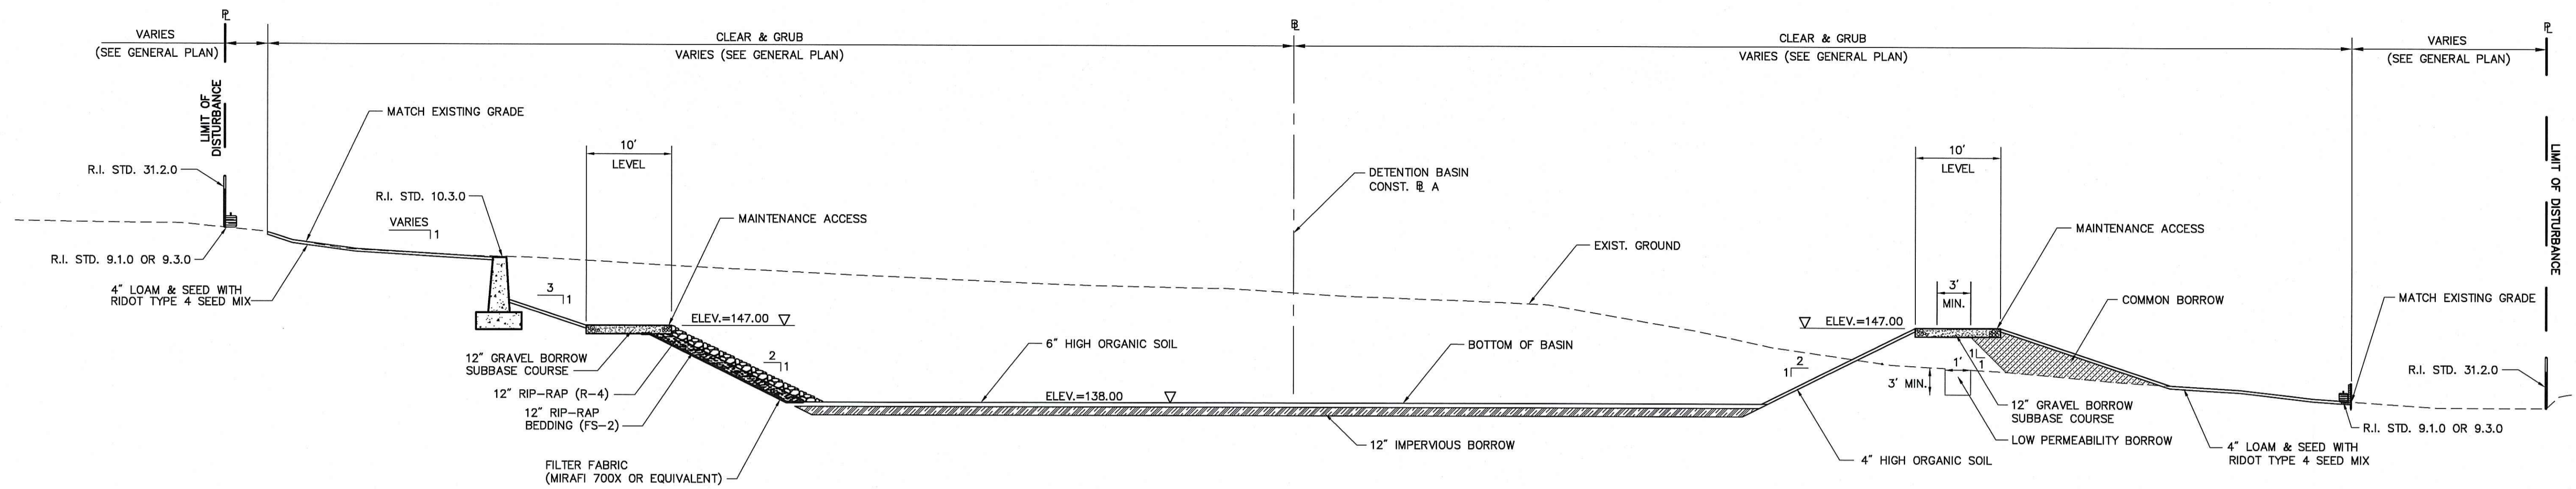 ℄
VARIES
(SEE GENERAL PLAN)
CLEAR & GRUB
VARIES (SEE GENERAL PLAN)
CLEAR & GRUB
VARIES (SEE GENERAL PLAN)
VARIES
(SEE GENERAL PLAN)
LIMIT OF
DISTURBANCE
MATCH EXISTING GRADE
R.I. STD. 31.2.0
R.I. STD. 10.3.0
VARIES
1
R.I. STD. 9.1.0 OR 9.3.0
4" LOAM & SEED WITH
RIDOT TYPE 4 SEED MIX
3
1
10'
LEVEL
MAINTENANCE ACCESS
ELEV.=147.00
12" GRAVEL BORROW
SUBBASE COURSE
2
1
12" RIP-RAP (R-4)
12" RIP-RAP
BEDDING (FS-2)
FILTER FABRIC
(MIRAFI 700X OR EQUIVALENT)
6" HIGH ORGANIC SOIL
ELEV.=138.00
DETENTION BASIN
CONST. BL A
EXIST. GROUND
BOTTOM OF BASIN
12" IMPERVIOUS BORROW
10'
LEVEL
3'
MIN.
ELEV.=147.00
2
1
1
1
1'
3' MIN.
MAINTENANCE ACCESS
COMMON BORROW
12" GRAVEL BORROW
SUBBASE COURSE
LOW PERMEABILITY BORROW
4" HIGH ORGANIC SOIL
MATCH EXISTING GRADE
R.I. STD. 31.2.0
R.I. STD. 9.1.0 OR 9.3.0
4" LOAM & SEED WITH
RIDOT TYPE 4 SEED MIX
LIMIT OF DISTURBANCE